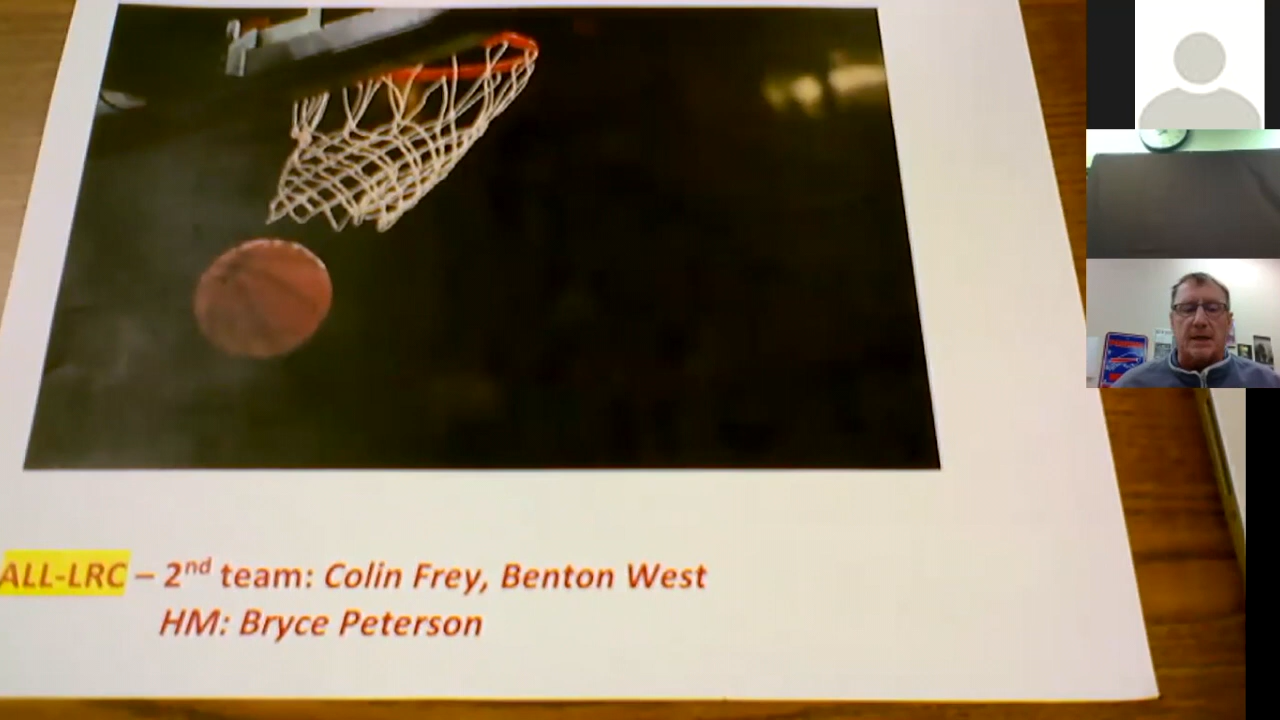 ALL-LRC – 2nd team: Colin Frey, Benton West
HM: Bryce Peterson